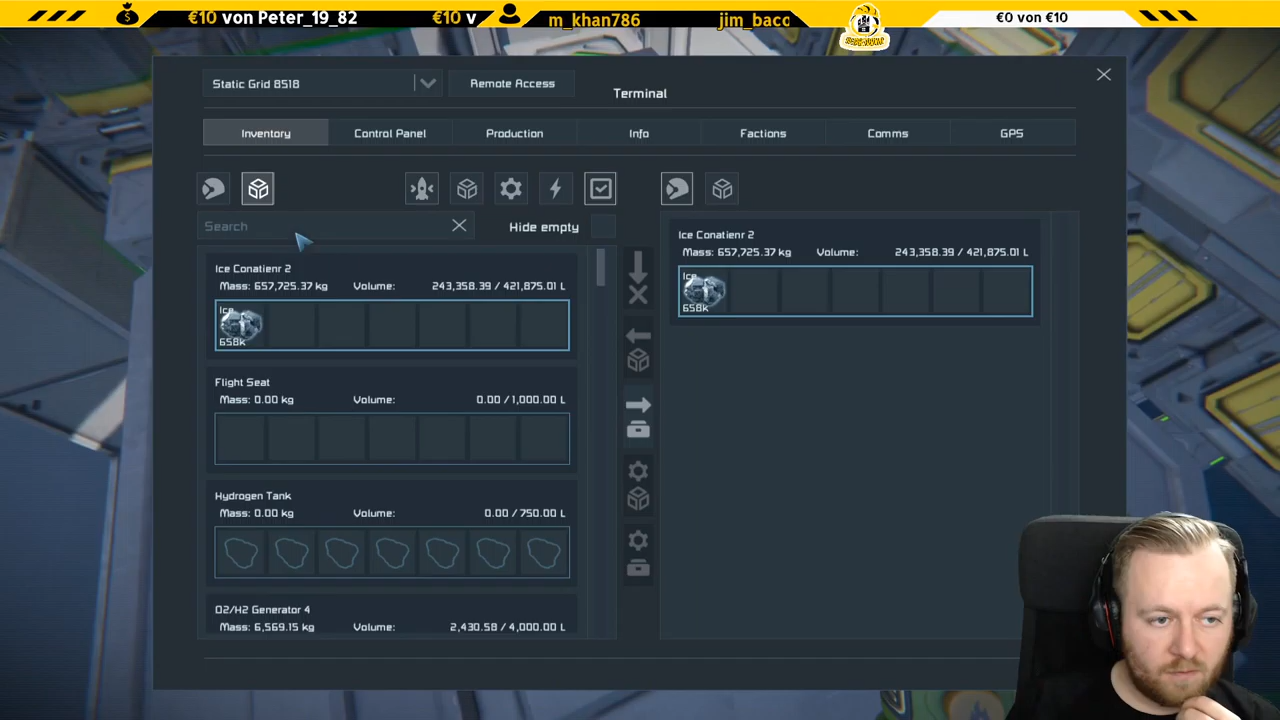 €10 von Peter_19_82
€10 v
m_khan786
jim_bacc
€0 von €10
Static Grid 8518
Remote Access
Terminal
Inventory
Control Panel
Production
Info
Factions
Comms
GPS
Search
Hide empty
Ice Conatienr 2
Mass: 657,725.37 kg Volume: 243,358.39 / 421,875.01 L
Ice
658k
Flight Seat
Mass: 0.00 kg Volume: 0.00 / 1,000.00 L
Hydrogen Tank
Mass: 0.00 kg Volume: 0.00 / 750.00 L
O2/H2 Generator 4
Mass: 6,569.15 kg Volume: 2,430.58 / 4,000.00 L
Ice Conatienr 2
Mass: 657,725.37 kg Volume: 243,358.39 / 421,875.01 L
Ice
658k